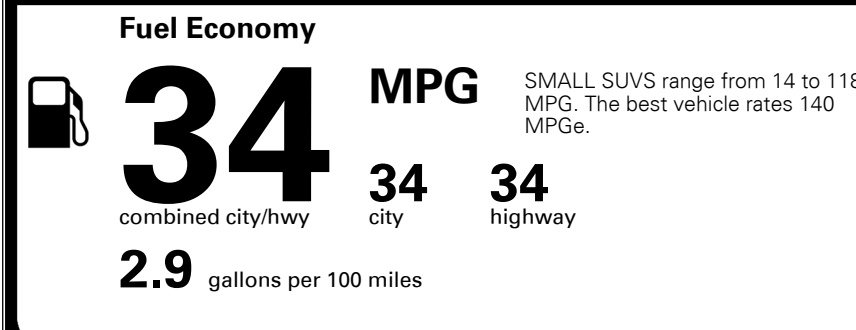 Fuel Economy
34 MPG
SMALL SUVS range from 14 to 118
MPG. The best vehicle rates 140
MPGe.
34 34
combined city/hwy city highway
2.9 gallons per 100 miles